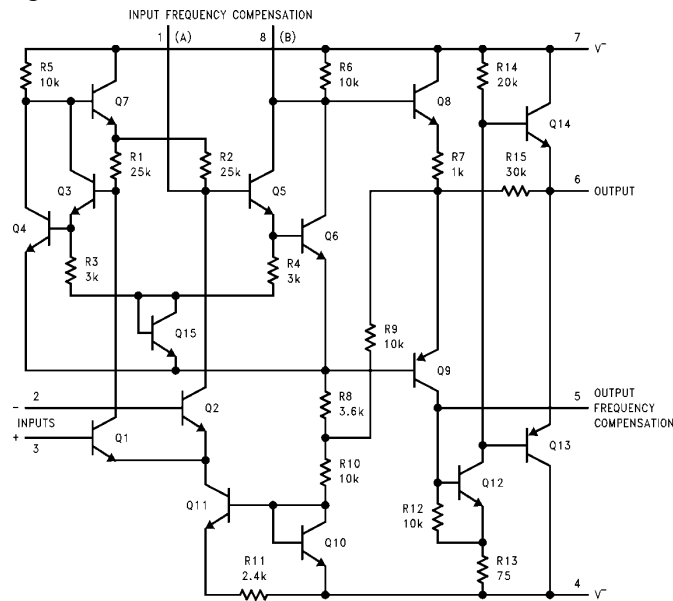 INPUT FREQUENCY COMPENSATION
1 (A)
8 (B)
7 V⁻
R5
10k
Q7
R6
10k
Q8
R14
20k
Q14
R1
25k
R2
25k
R7
1k
R15
30k
6
OUTPUT
Q3
Q5
Q4
Q6
R3
3k
R4
3k
Q15
R9
10k
Q9
5
OUTPUT
FREQUENCY
COMPENSATION
− 2
INPUTS
+ 3
Q1
Q2
R8
3.6k
R10
10k
Q13
Q12
Q11
R12
10k
Q10
R11
2.4k
R13
75
4 V⁻